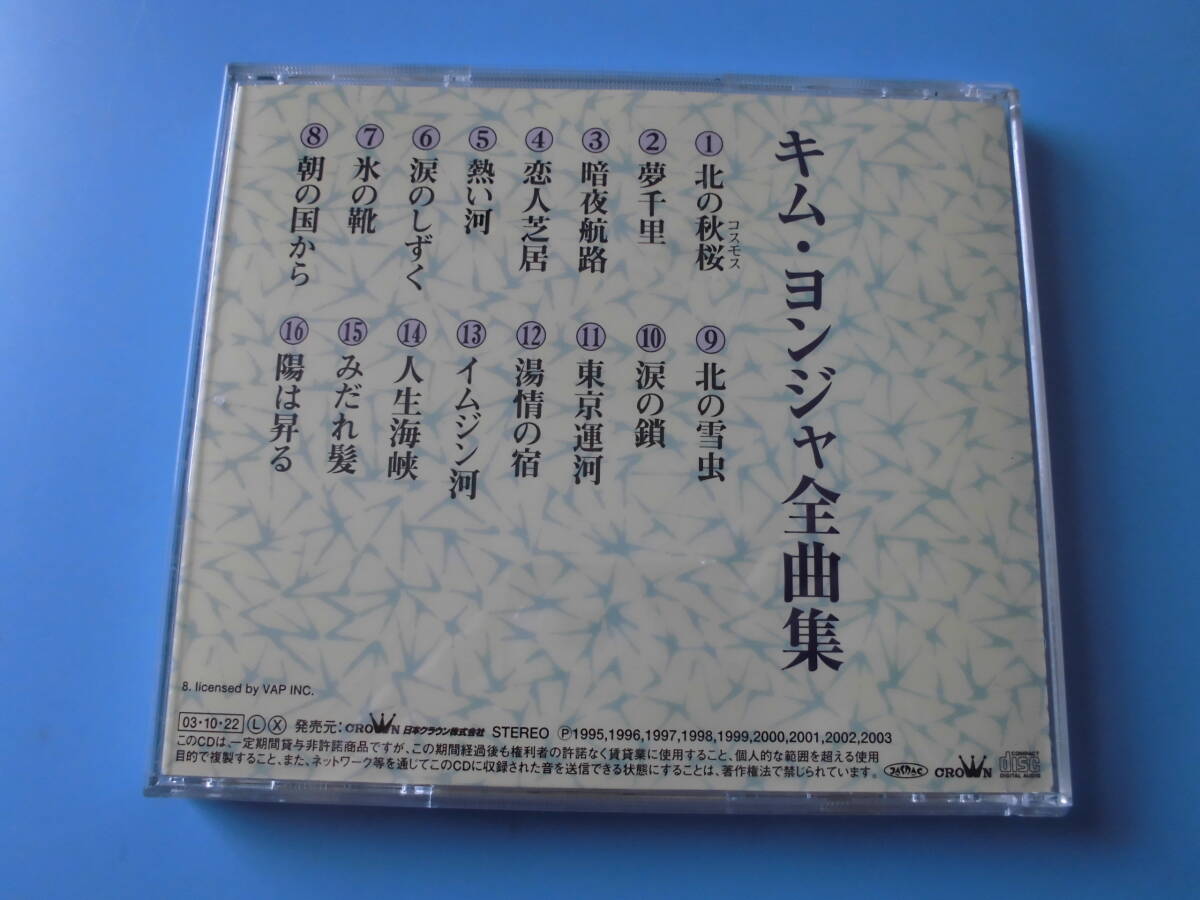 キム・ヨンジャ全曲集
① 北の秋桜
コスモス
② 夢千里
③ 暗夜航路
④ 恋人芝居
⑤ 熱い河
⑥ 涙のしずく
⑦ 氷の靴
⑧ 朝の国から
⑨ 北の雪虫
⑩ 涙の鎖
⑪ 東京運河
⑫ 湯情の宿
⑬ イムジン河
⑭ 人生海峡
⑮ みだれ髪
⑯ 陽は昇る
8. licensed by VAP INC.
03・10・22 Ⓛ Ⓧ 発売元:CROWN 日本クラウン株式会社 STEREO Ⓟ1995,1996,1997,1998,1999,2000,2001,2002,2003
このCDは、一定期間貸与非許諾商品ですが、この期間経過後も権利者の許諾なく賃貸業に使用すること、個人的な範囲を超える使用
目的で複製すること、また、ネットワーク等を通じてこのCDに収録された音を送信できる状態にすることは、著作権法で禁じられています。 JASRAC CROWN COMPACT disc DIGITAL AUDIO